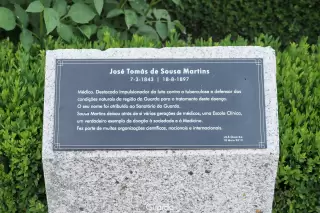 José Tomás de Sousa Martins
7-3-1843 | 18-8-1897
Médico. Destacado impulsionador da luta contra a tuberculose e defensor das
condições naturais da região da Guarda para o tratamento desta doença.
O seu nome foi atribuído ao Sanatório da Guarda.
Sousa Martins deixou atrás de si várias gerações de médicos, uma Escola Clínica,
um verdadeiro exemplo de doação à sociedade e à Medicina.
Fez parte de muitas organizações científicas, nacionais e internacionais.